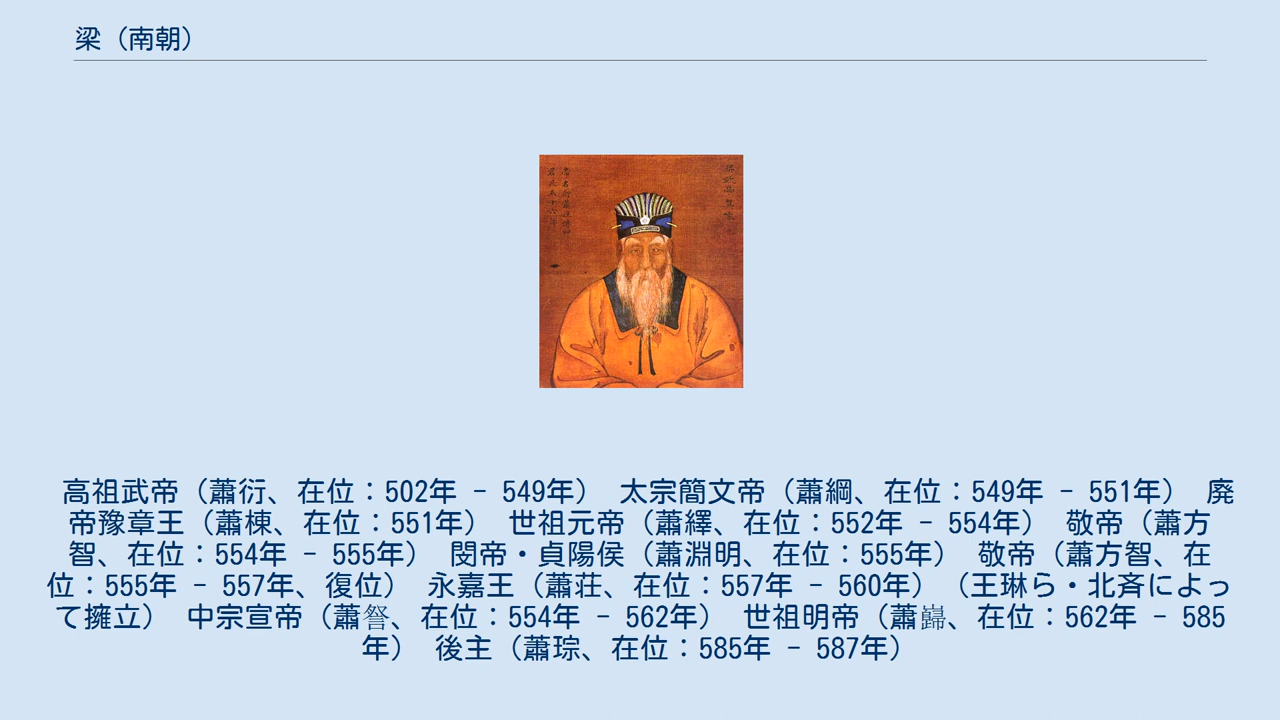 梁（南朝）
高祖武帝（蕭衍、在位：502年 - 549年） 太宗簡文帝（蕭綱、在位：549年 - 551年） 廃
帝豫章王（蕭棟、在位：551年） 世祖元帝（蕭繹、在位：552年 - 554年） 敬帝（蕭方
智、在位：554年 - 555年） 閔帝・貞陽侯（蕭淵明、在位：555年） 敬帝（蕭方智、在
位：555年 - 557年、復位） 永嘉王（蕭荘、在位：557年 - 560年）（王琳ら・北斉によっ
て擁立） 中宗宣帝（蕭詧、在位：554年 - 562年） 世祖明帝（蕭巋、在位：562年 - 585
年） 後主（蕭琮、在位：585年 - 587年）